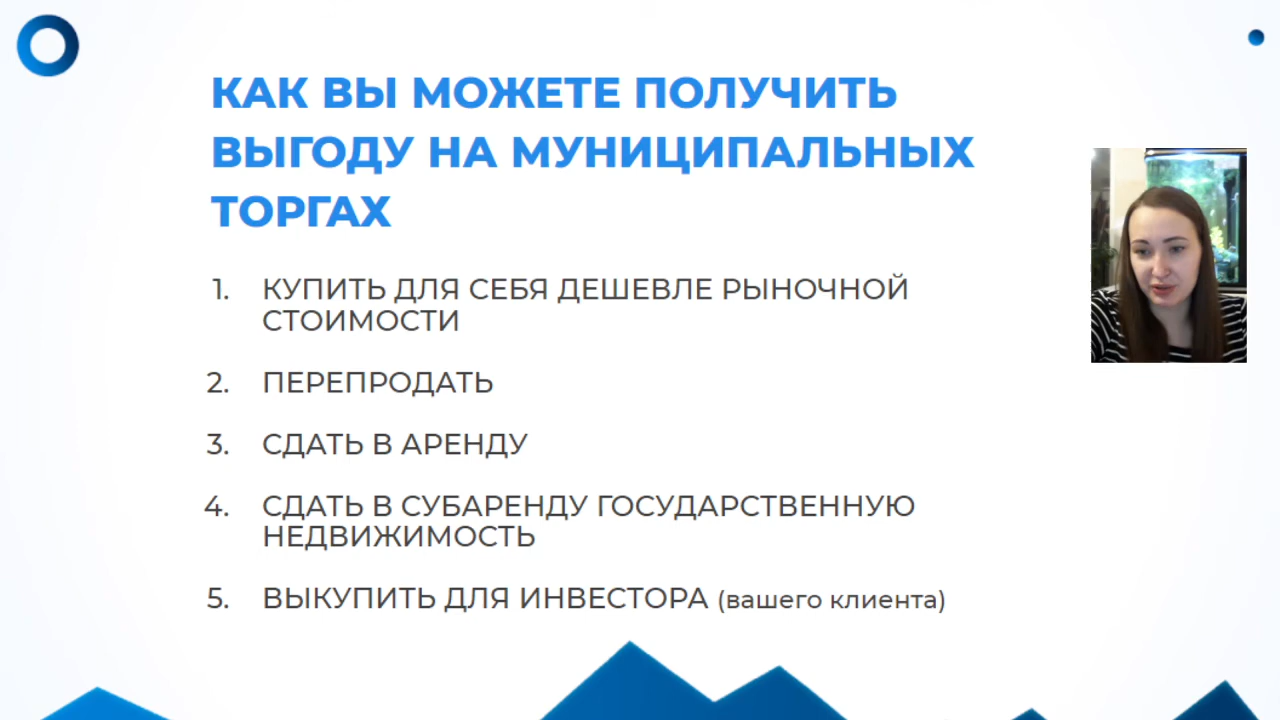 КАК ВЫ МОЖЕТЕ ПОЛУЧИТЬ
ВЫГОДУ НА МУНИЦИПАЛЬНЫХ
ТОРГАХ
1. КУПИТЬ ДЛЯ СЕБЯ ДЕШЕВЛЕ РЫНОЧНОЙ
СТОИМОСТИ
2. ПЕРЕПРОДАТЬ
3. СДАТЬ В АРЕНДУ
4. СДАТЬ В СУБАРЕНДУ ГОСУДАРСТВЕННУЮ
НЕДВИЖИМОСТЬ
5. ВЫКУПИТЬ ДЛЯ ИНВЕСТОРА (вашего клиента)